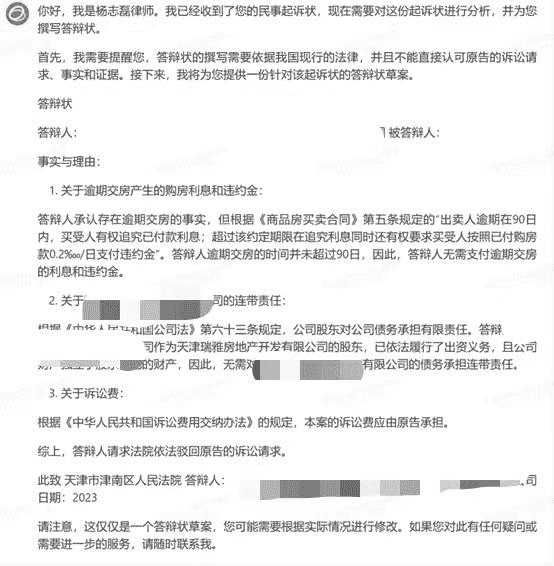 你好，我是杨志磊律师。我已经收到了您的民事起诉状，现在需要对这份起诉状进行分析，并为您
撰写答辩状。
首先，我需要提醒您，答辩状的撰写需要依据我国现行的法律，并且不能直接认可原告的诉讼请
求、事实和证据。接下来，我将为您提供一份针对该起诉状的答辩状草案。
答辩状
答辩人： 被答辩人：
事实与理由：
1. 关于逾期交房产生的购房利息和违约金：
答辩人承认存在逾期交房的事实，但根据《商品房买卖合同》第五条规定的“出卖人逾期在90日
内，买受人有权追究已付款利息；超过该约定期限在追究利息同时还有权要求买受人按照已付购房
款0.2‱/日支付违约金”。答辩人逾期交房的时间并未超过90日，因此，答辩人无需支付逾期交房
的利息和违约金。
2. 关于 司的连带责任：
根据《中华人民共和国公司法》第六十三条规定，公司股东对公司债务承担有限责任。答辩
司作为天津瑞雅房地产开发有限公司的股东，已依法履行了出资义务，且公司
的财产，因此，无需对 有限公司的债务承担连带责任。
3. 关于诉讼费：
根据《中华人民共和国诉讼费用交纳办法》的规定，本案的诉讼费应由原告承担。
综上，答辩人请求法院依法驳回原告的诉讼请求。
此致 天津市津南区人民法院 答辩人： 公司
日期：2023
请注意，这仅仅是一个答辩状草案，您可能需要根据实际情况进行修改。如果您对此有任何疑问或
需要进一步的服务，请随时联系我。